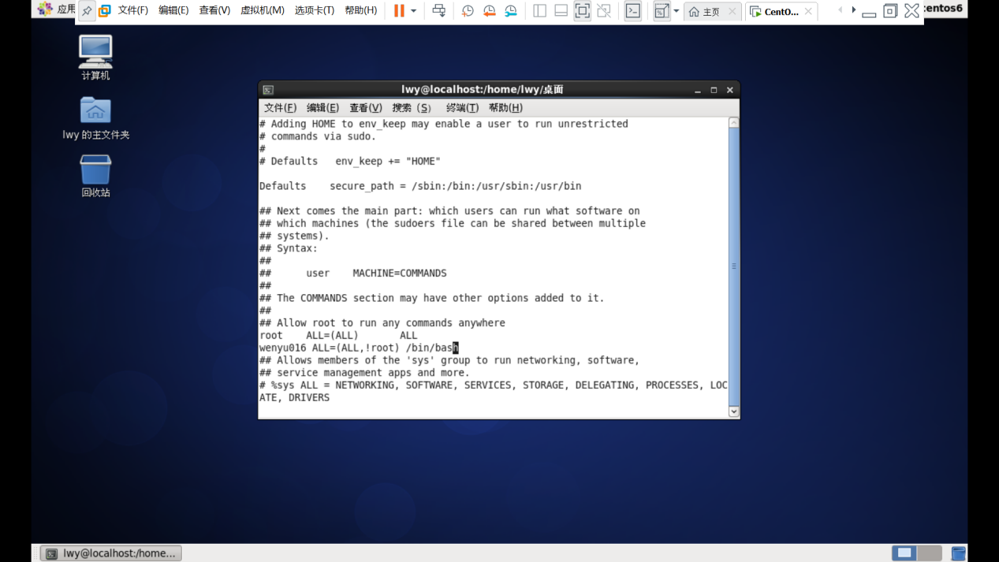 应用
文件(F) 编辑(E) 查看(V) 虚拟机(M) 选项卡(T) 帮助(H)
主页
CentO...
centos6
计算机
lwy 的主文件夹
回收站
lwy@localhost:/home/lwy/桌面
文件(F) 编辑(E) 查看(V) 搜索 (S) 终端(T) 帮助(H)
# Adding HOME to env_keep may enable a user to run unrestricted
# commands via sudo.
#
# Defaults   env_keep += "HOME"
Defaults    secure_path = /sbin:/bin:/usr/sbin:/usr/bin
## Next comes the main part: which users can run what software on
## which machines (the sudoers file can be shared between multiple
## systems).
## Syntax:
##
##      user    MACHINE=COMMANDS
##
## The COMMANDS section may have other options added to it.
##
## Allow root to run any commands anywhere
root    ALL=(ALL)       ALL
wenyu016 ALL=(ALL,!root) /bin/bash
## Allows members of the 'sys' group to run networking, software,
## service management apps and more.
# %sys ALL = NETWORKING, SOFTWARE, SERVICES, STORAGE, DELEGATING, PROCESSES, LOC
ATE, DRIVERS
lwy@localhost:/home...